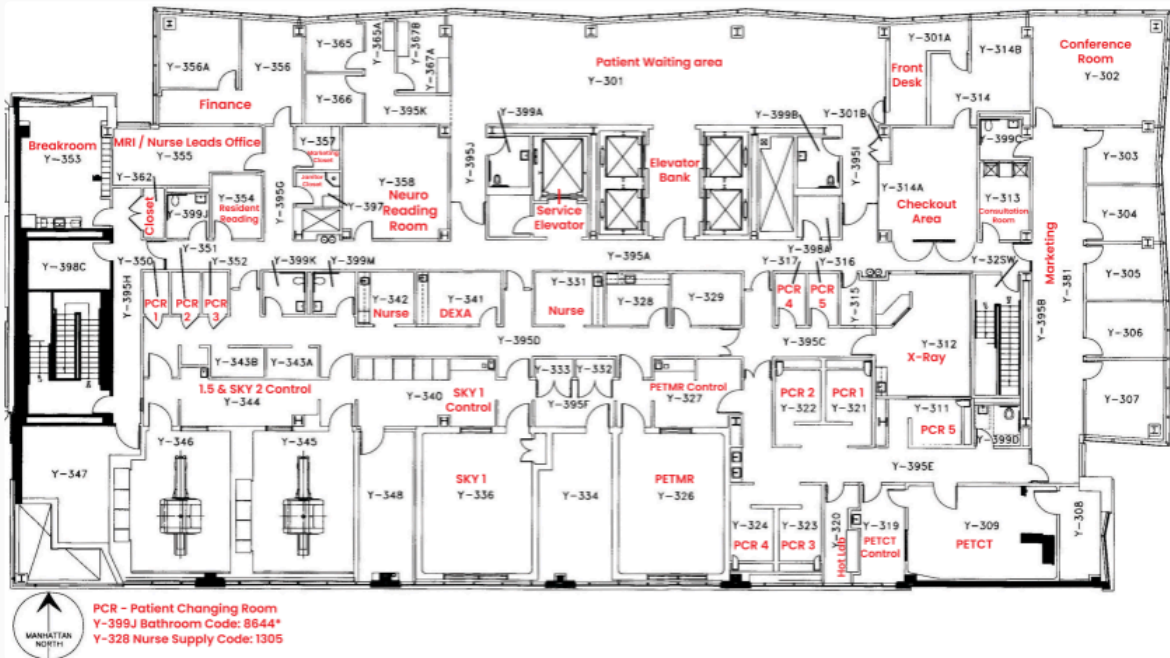 Y-356A
Y-356
Finance
Y-365
Y-366
Y-365A
Y-367B
Y-367A
Y-395K
Patient Waiting area
Y-301
Y-301A
Front
Desk
Y-314B
Y-314
Conference
Room
Y-302
Breakroom
Y-353
MRI / Nurse Leads Office
Y-355
Y-362
Closet
Y-399J
Y-354
Resident
Reading
Y-395G
Y-357
Marketing
Closet
Janitor
Closet
Y-397
Y-358
Neuro
Reading
Room
Y-395J
Y-399A
Service
Elevator
Elevator
Bank
Y-399B
Y-301B
Y-395I
Y-398A
Y-314A
Checkout
Area
Y-399C
Y-313
Consultation
Room
Y-303
Y-304
Y-305
Y-306
Y-307
Marketing
Y-381
Y-395B
Y-325W
Y-398C
Y-395H
Y-350
Y-351
Y-352
PCR
1
PCR
2
PCR
3
Y-399K
Y-399M
Y-342
Nurse
Y-341
DEXA
Y-395A
Y-331
Nurse
Y-328
Y-329
Y-317
PCR
4
Y-316
PCR
5
Y-315
Y-312
X-Ray
Y-395D
Y-395C
Y-343B
Y-343A
1.5 & SKY 2 Control
Y-344
Y-340
SKY 1
Control
Y-333
Y-332
Y-395F
PETMR Control
Y-327
PCR 2
Y-322
PCR 1
Y-321
Y-311
PCR 5
Y-399D
Y-395E
Y-347
Y-346
Y-345
Y-348
SKY 1
Y-336
Y-334
PETMR
Y-326
Y-324
PCR 4
Y-323
PCR 3
Y-320
Hot Lab
Y-319
PETCT
Control
Y-309
PETCT
Y-308
MANHATTAN
NORTH
PCR - Patient Changing Room
Y-399J Bathroom Code: 8644*
Y-328 Nurse Supply Code: 1305